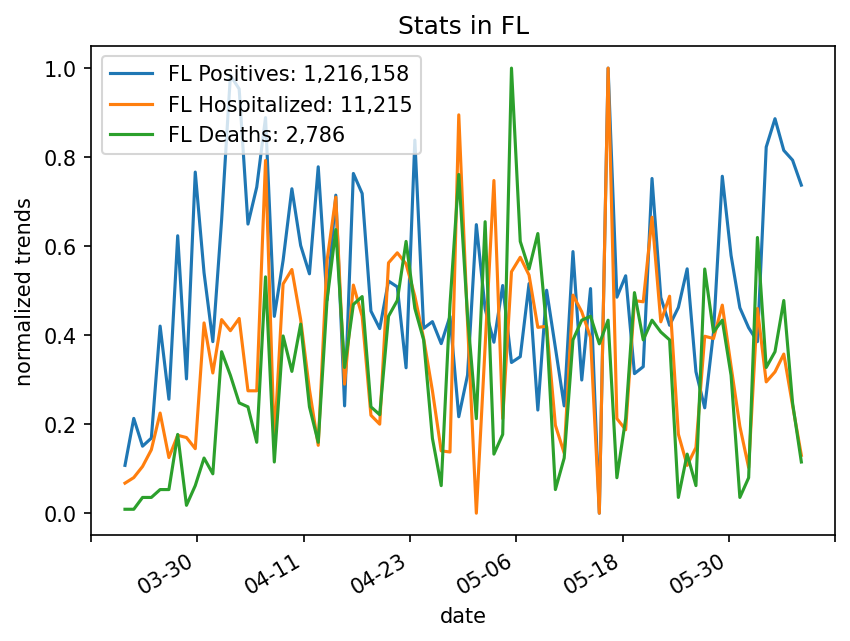 Stats in FL
FL Positives: 1,216,158
FL Hospitalized: 11,215
FL Deaths: 2,786
normalized trends
1.0
0.8
0.6
0.4
0.2
0.0
03-30
04-11
04-23
05-06
05-18
05-30
date